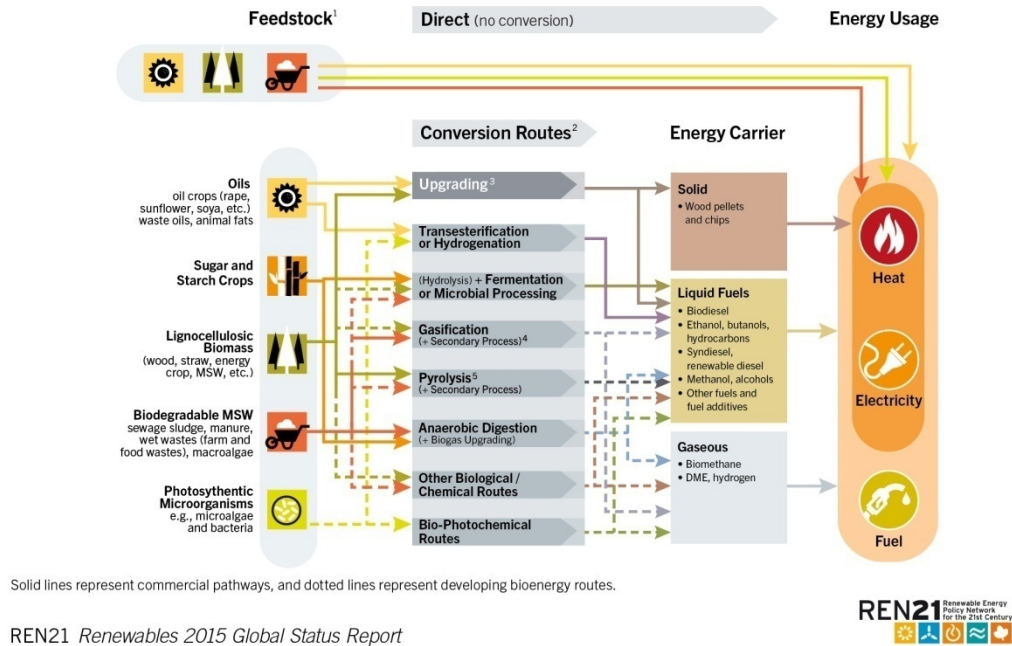 Feedstock1
Direct (no conversion)
Energy Usage
Conversion Routes2
Energy Carrier
Oils
oil crops (rape,
sunflower, soya, etc.)
waste oils, animal fats
Sugar and
Starch Crops
Lignocellulosic
Biomass
(wood, straw, energy
crop, MSW, etc.)
Biodegradable MSW
sewage sludge, manure,
wet wastes (farm and
food wastes), macroalgae
Photosythentic
Microorganisms
e.g., microalgae
and bacteria
Upgrading3
Transesterification
or Hydrogenation
(Hydrolysis) + Fermentation
or Microbial Processing
Gasification
(+ Secondary Process)4
Pyrolysis5
(+ Secondary Process)
Anaerobic Digestion
(+ Biogas Upgrading)
Other Biological /
Chemical Routes
Bio-Photochemical
Routes
Solid
• Wood pellets
and chips
Liquid Fuels
• Biodiesel
• Ethanol, butanols,
hydrocarbons
• Syndiesel,
renewable diesel
• Methanol, alcohols
• Other fuels and
fuel additives
Gaseous
• Biomethane
• DME, hydrogen
Heat
Electricity
Fuel
Solid lines represent commercial pathways, and dotted lines represent developing bioenergy routes.
REN21 Renewables 2015 Global Status Report
REN21
Renewable Energy
Policy Network
for the 21st Century